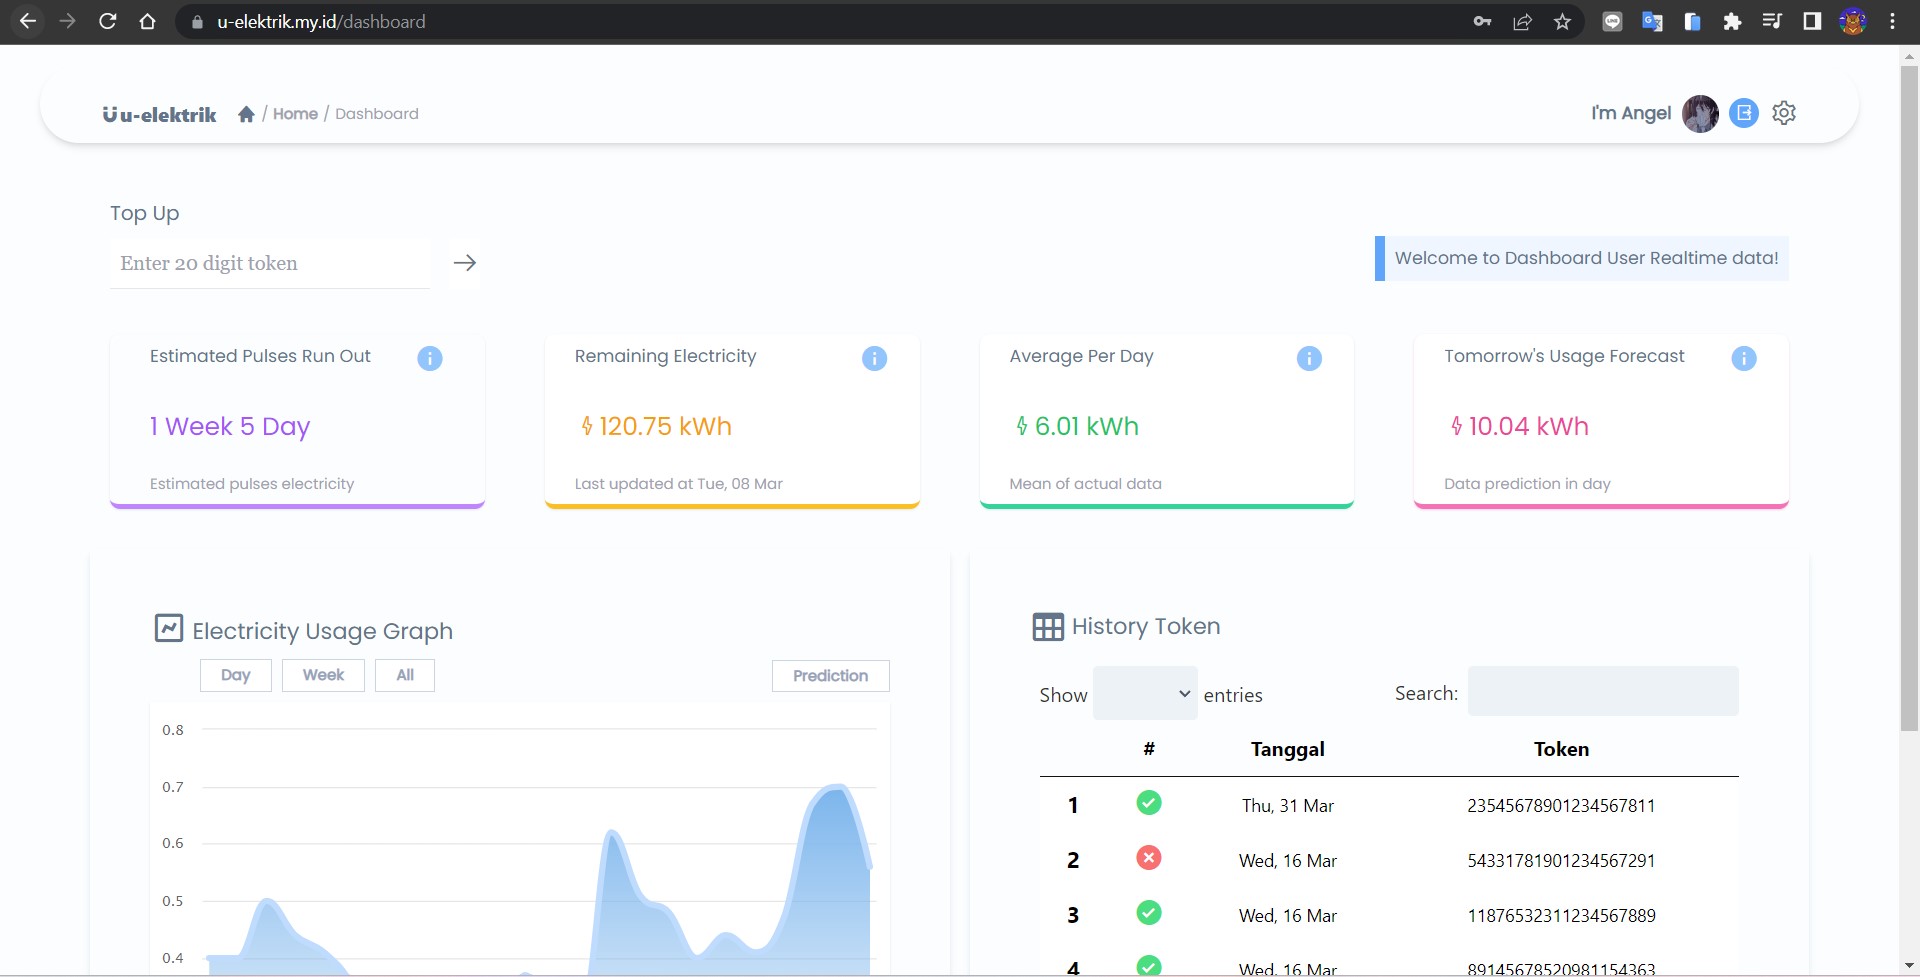 u-elektrik.my.id/dashboard
u-elektrik / Home / Dashboard
I'm Angel
Top Up
Enter 20 digit token
Welcome to Dashboard User Realtime data!
Estimated Pulses Run Out
1 Week 5 Day
Estimated pulses electricity
Remaining Electricity
120.75 kWh
Last updated at Tue, 08 Mar
Average Per Day
6.01 kWh
Mean of actual data
Tomorrow's Usage Forecast
10.04 kWh
Data prediction in day
Electricity Usage Graph
Day Week All Prediction
0.8
0.7
0.6
0.5
0.4
History Token
Show entries Search:
# Tanggal Token
1 Thu, 31 Mar 23545678901234567811
2 Wed, 16 Mar 54331781901234567291
3 Wed, 16 Mar 11876532311234567889
4 Wed, 16 Mar 89145678520981154363